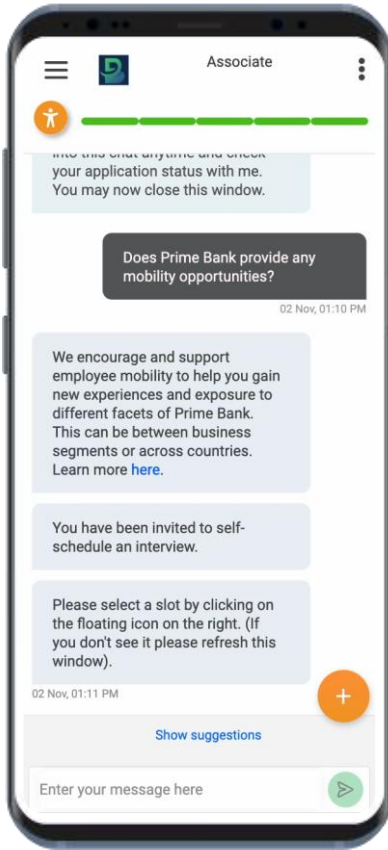 Associate
into this chat anytime and check
your application status with me.
You may now close this window.
Does Prime Bank provide any
mobility opportunities?
02 Nov, 01:10 PM
We encourage and support
employee mobility to help you gain
new experiences and exposure to
different facets of Prime Bank.
This can be between business
segments or across countries.
Learn more here.
You have been invited to self-
schedule an interview.
Please select a slot by clicking on
the floating icon on the right. (If
you don't see it please refresh this
window).
02 Nov, 01:11 PM
Show suggestions
Enter your message here